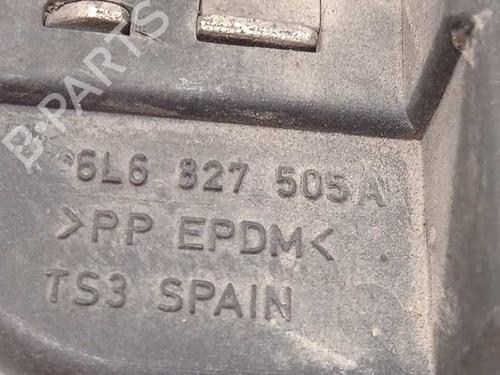 B-PARTS
6L6 827 505 A
>PP EPDM<
TS3 SPAIN